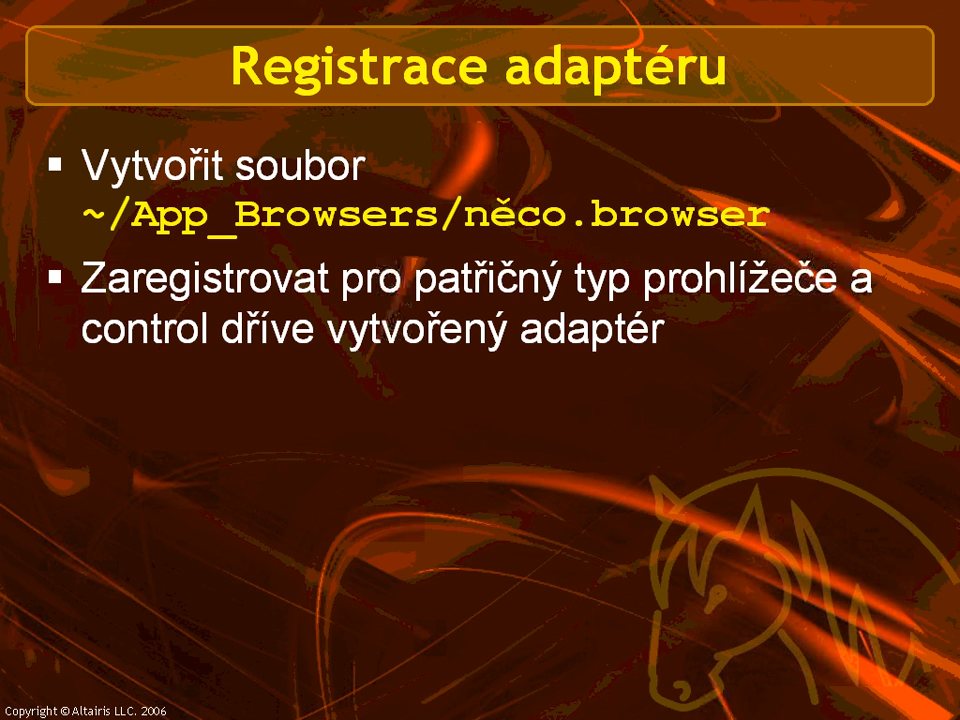 Registrace adaptéru
▪ Vytvořit soubor
~/App_Browsers/něco.browser
▪ Zaregistrovat pro patřičný typ prohlížeče a
control dříve vytvořený adaptér
Copyright © Altairis LLC. 2006